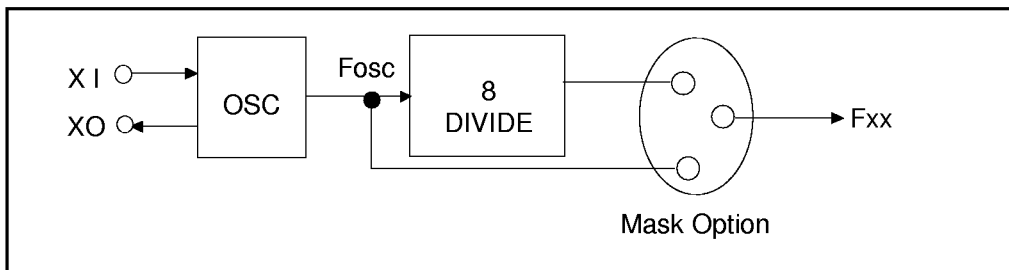 X I
XO
OSC
Fosc
8
DIVIDE
Fxx
Mask Option